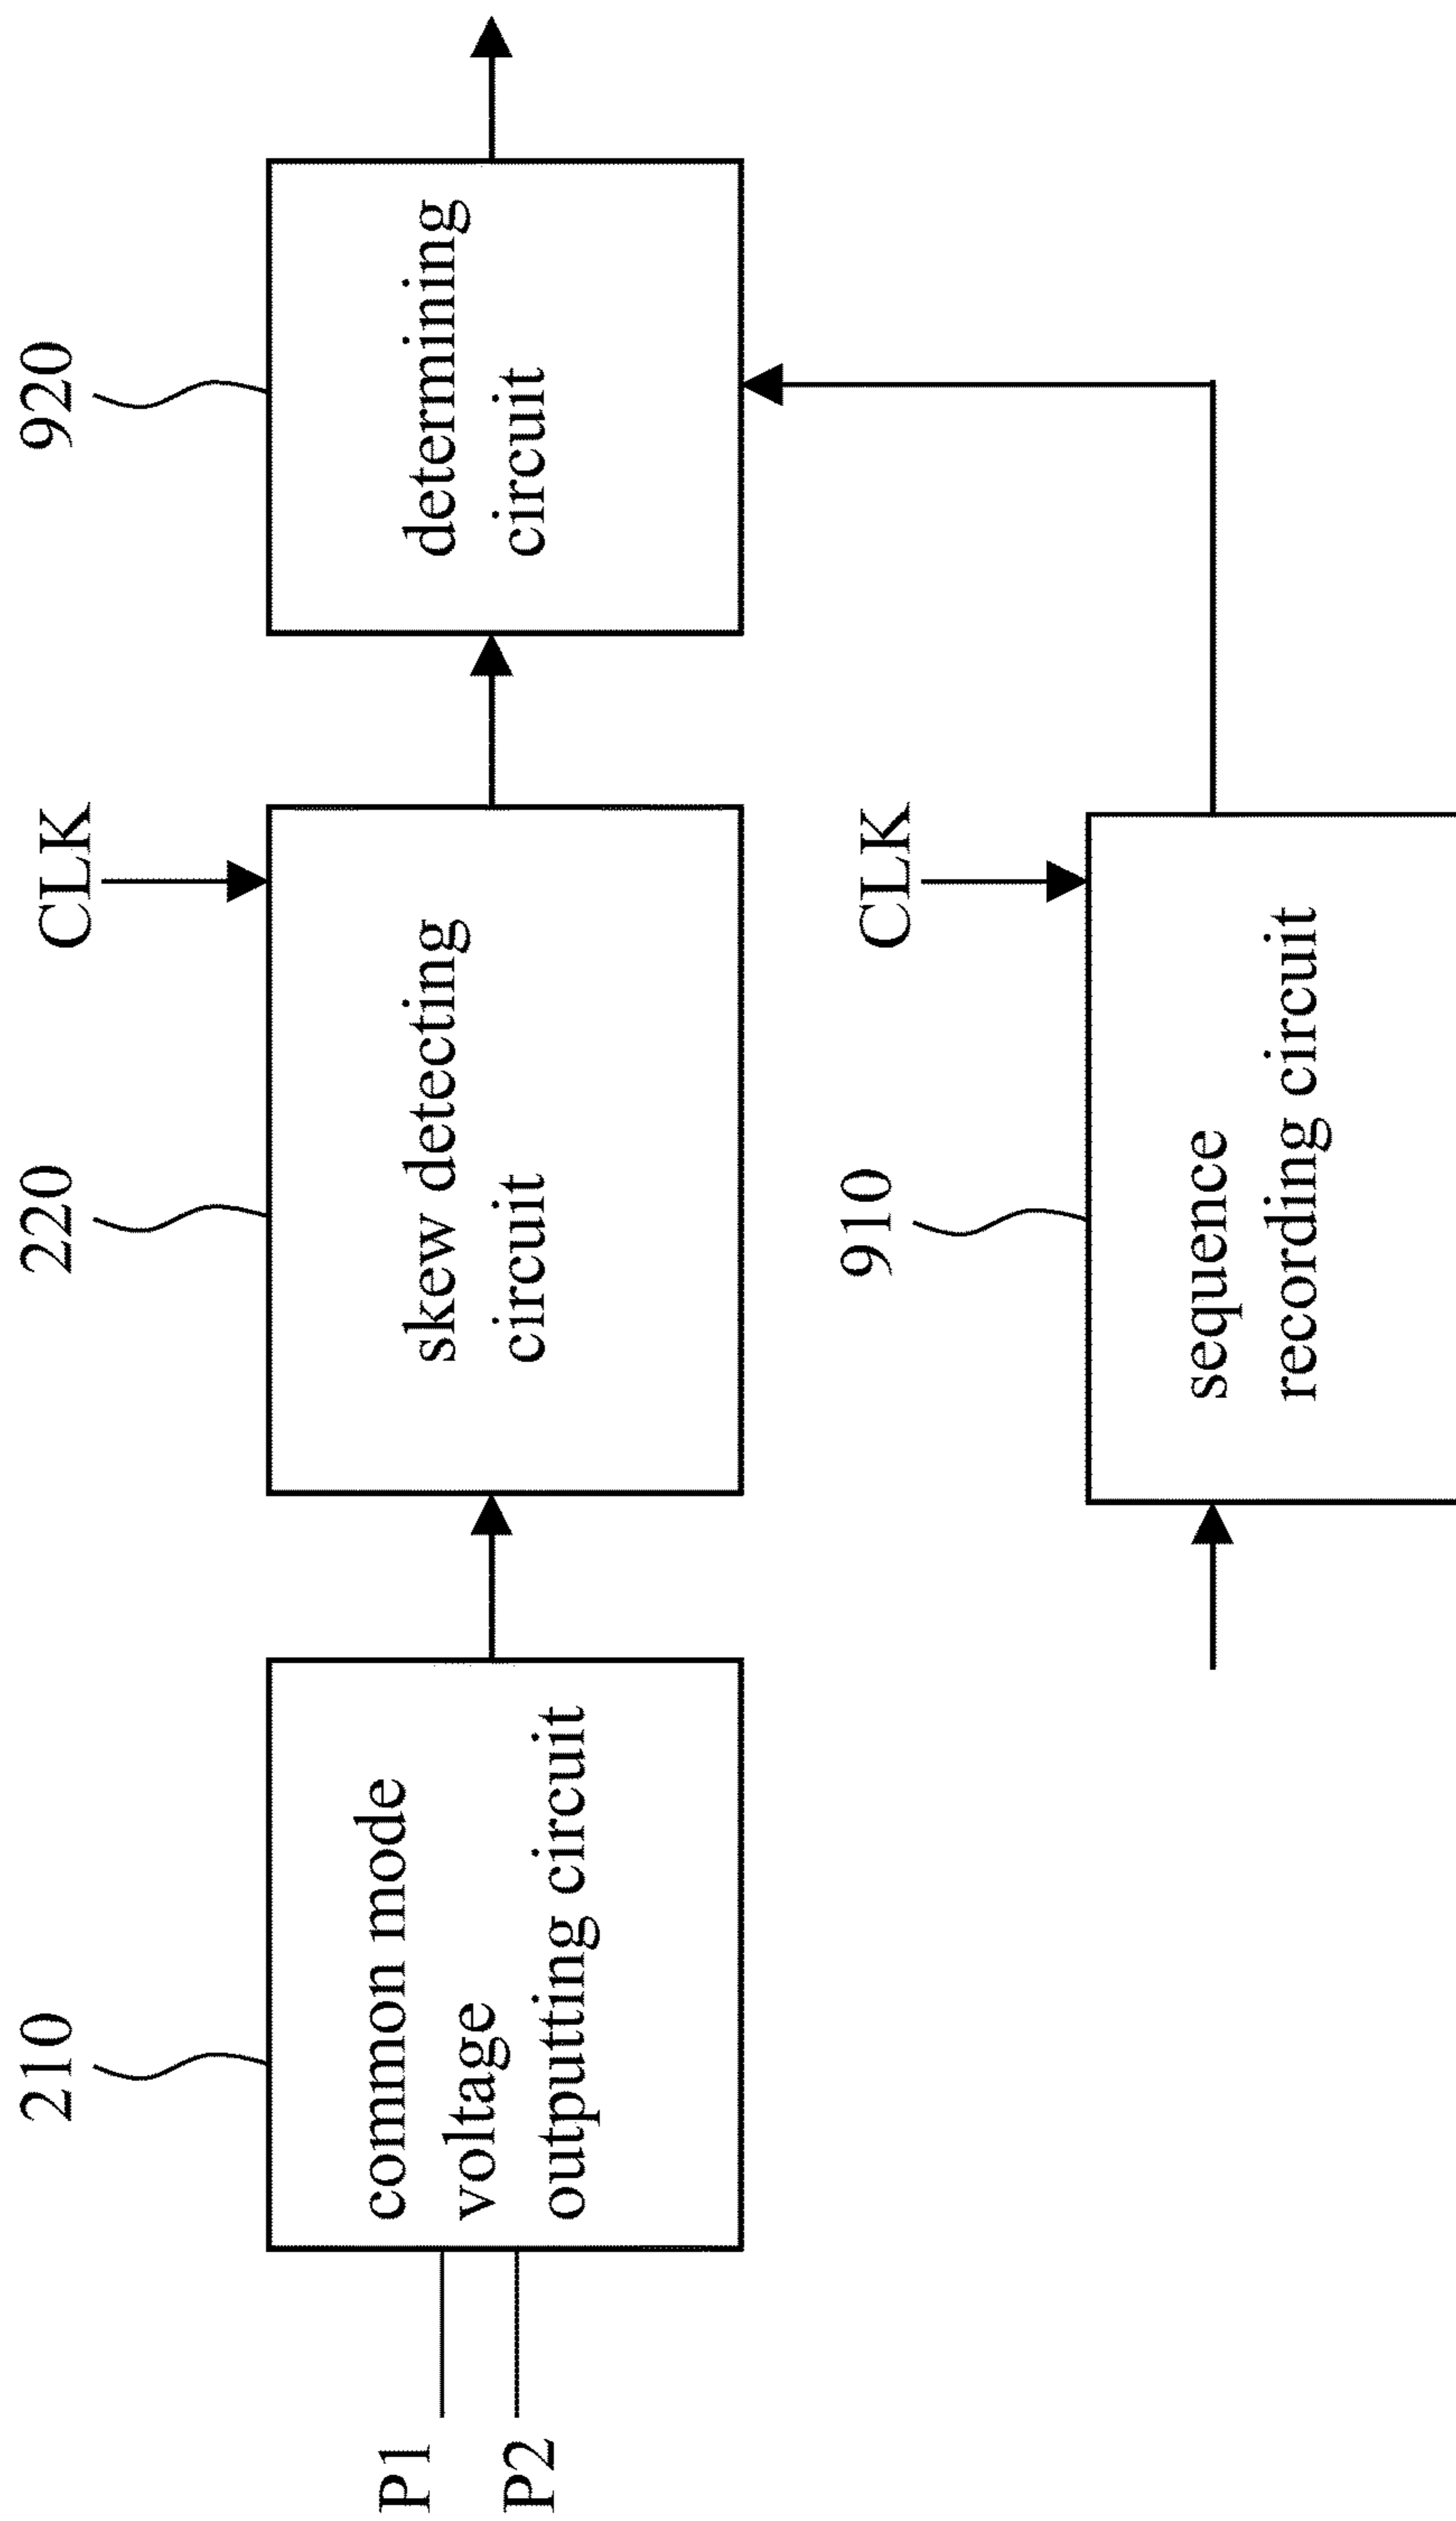 210
220
CLK
920
P1
P2
common mode
voltage
outputting circuit
skew detecting
circuit
determining
circuit
910
CLK
sequence
recording circuit